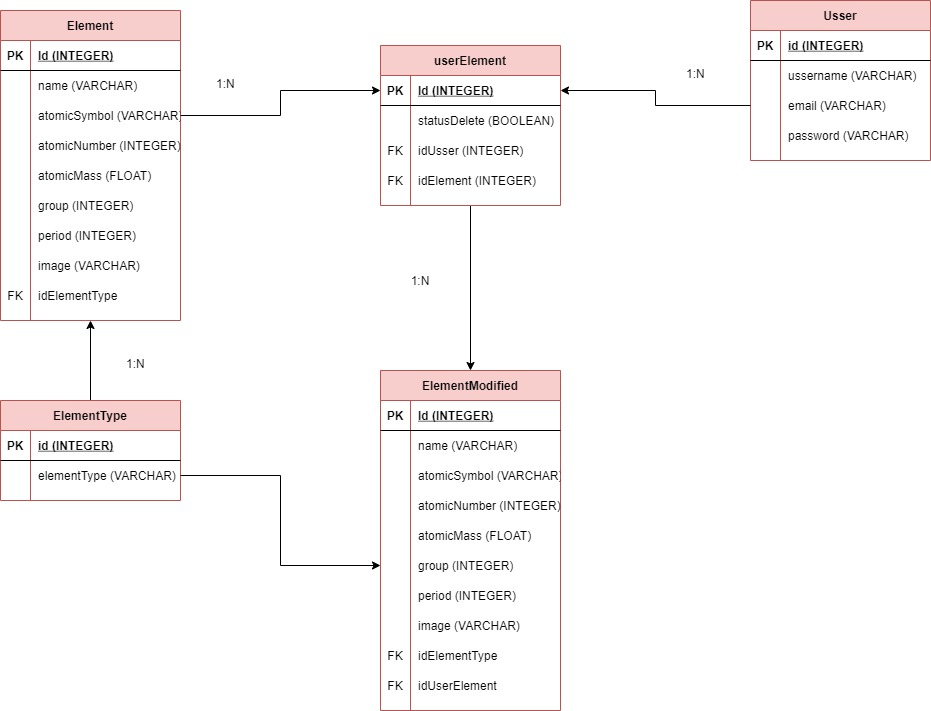 Element
PK Id (INTEGER)
name (VARCHAR)
atomicSymbol (VARCHAR)
atomicNumber (INTEGER)
atomicMass (FLOAT)
group (INTEGER)
period (INTEGER)
image (VARCHAR)
FK idElementType
1:N
userElement
PK Id (INTEGER)
statusDelete (BOOLEAN)
FK idUsser (INTEGER)
FK idElement (INTEGER)
1:N
Usser
PK id (INTEGER)
ussername (VARCHAR)
email (VARCHAR)
password (VARCHAR)
1:N
1:N
ElementType
PK id (INTEGER)
elementType (VARCHAR)
ElementModified
PK Id (INTEGER)
name (VARCHAR)
atomicSymbol (VARCHAR)
atomicNumber (INTEGER)
atomicMass (FLOAT)
group (INTEGER)
period (INTEGER)
image (VARCHAR)
FK idElementType
FK idUserElement